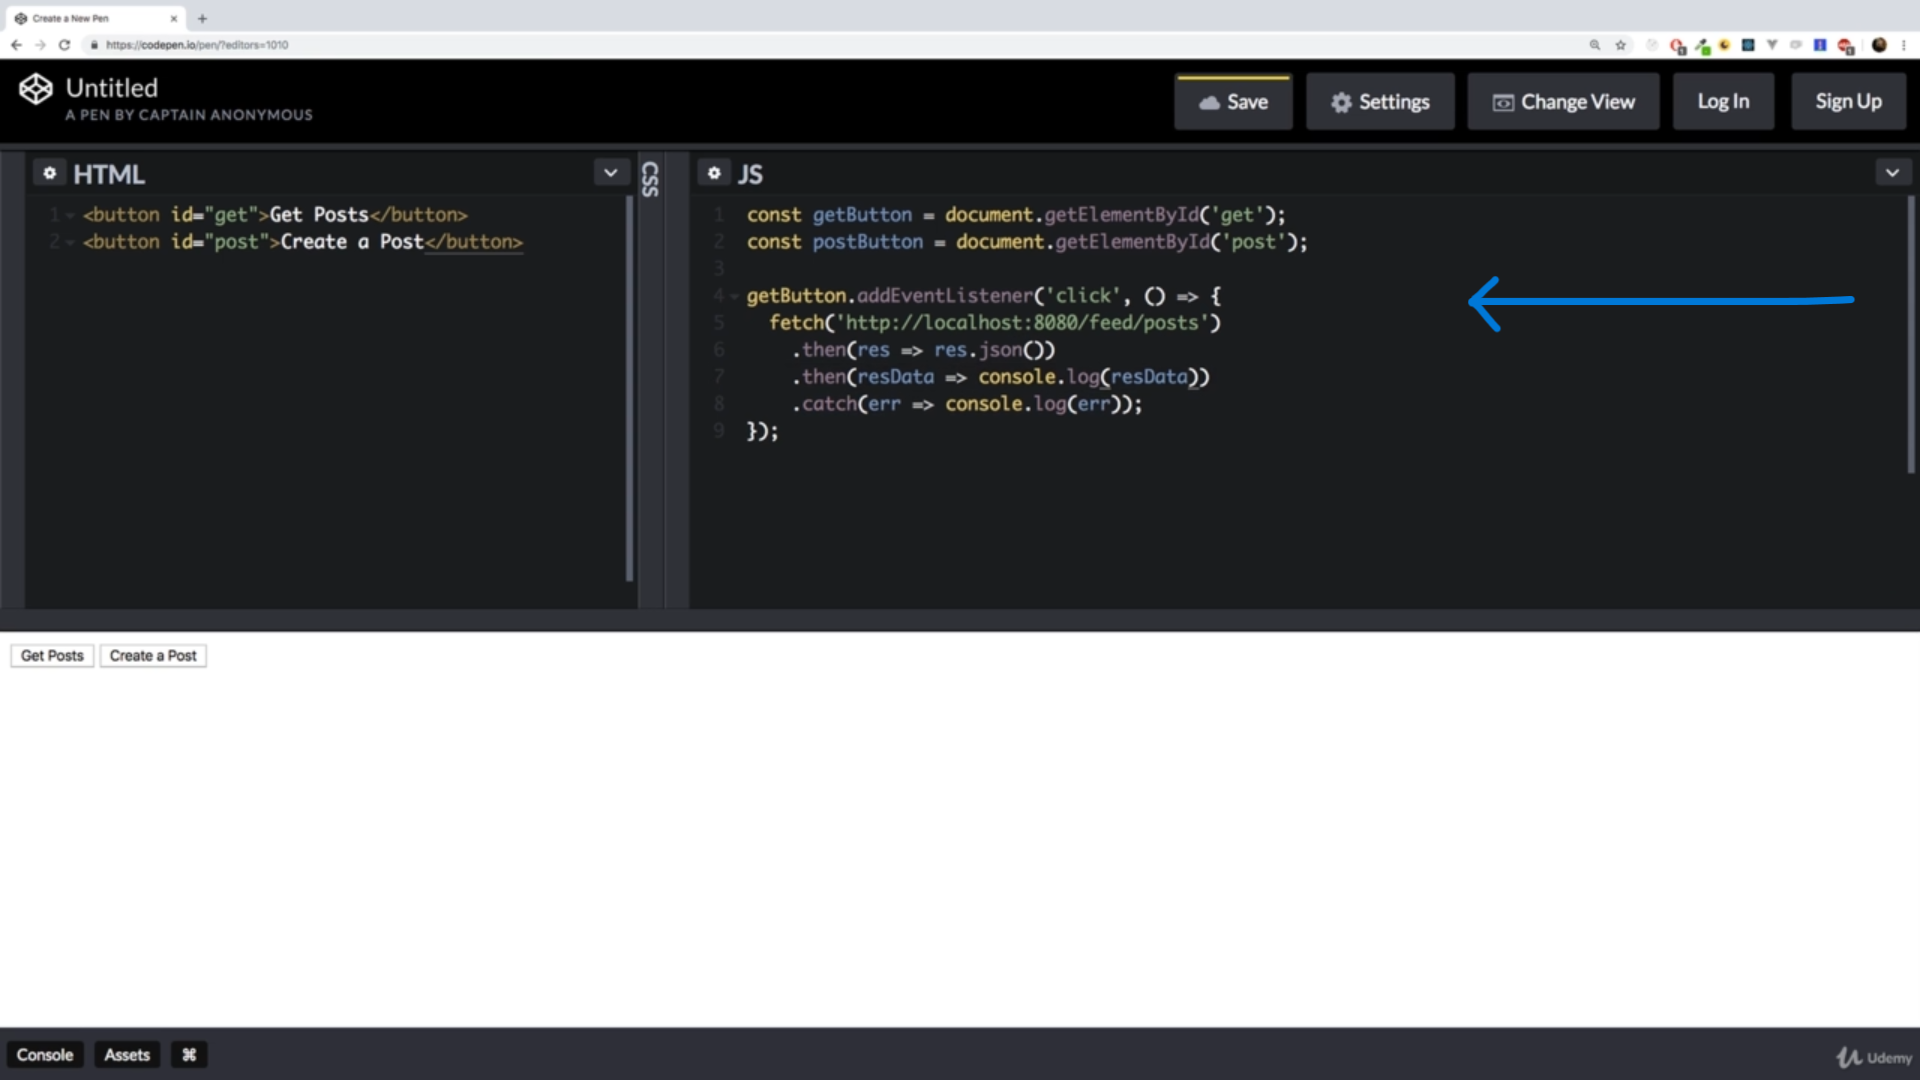 Create a New Pen
https://codepen.io/pen/?editors=1010
Untitled
A PEN BY CAPTAIN ANONYMOUS
Save
Settings
Change View
Log In
Sign Up
HTML
1 <button id="get">Get Posts</button>
2 <button id="post">Create a Post</button>
CSS
JS
1 const getButton = document.getElementById('get');
2 const postButton = document.getElementById('post');
3
4 getButton.addEventListener('click', () => {
5 fetch('http://localhost:8080/feed/posts')
6 .then(res => res.json())
7 .then(resData => console.log(resData))
8 .catch(err => console.log(err));
9 });
Get Posts
Create a Post
Console
Assets
⌘
Udemy